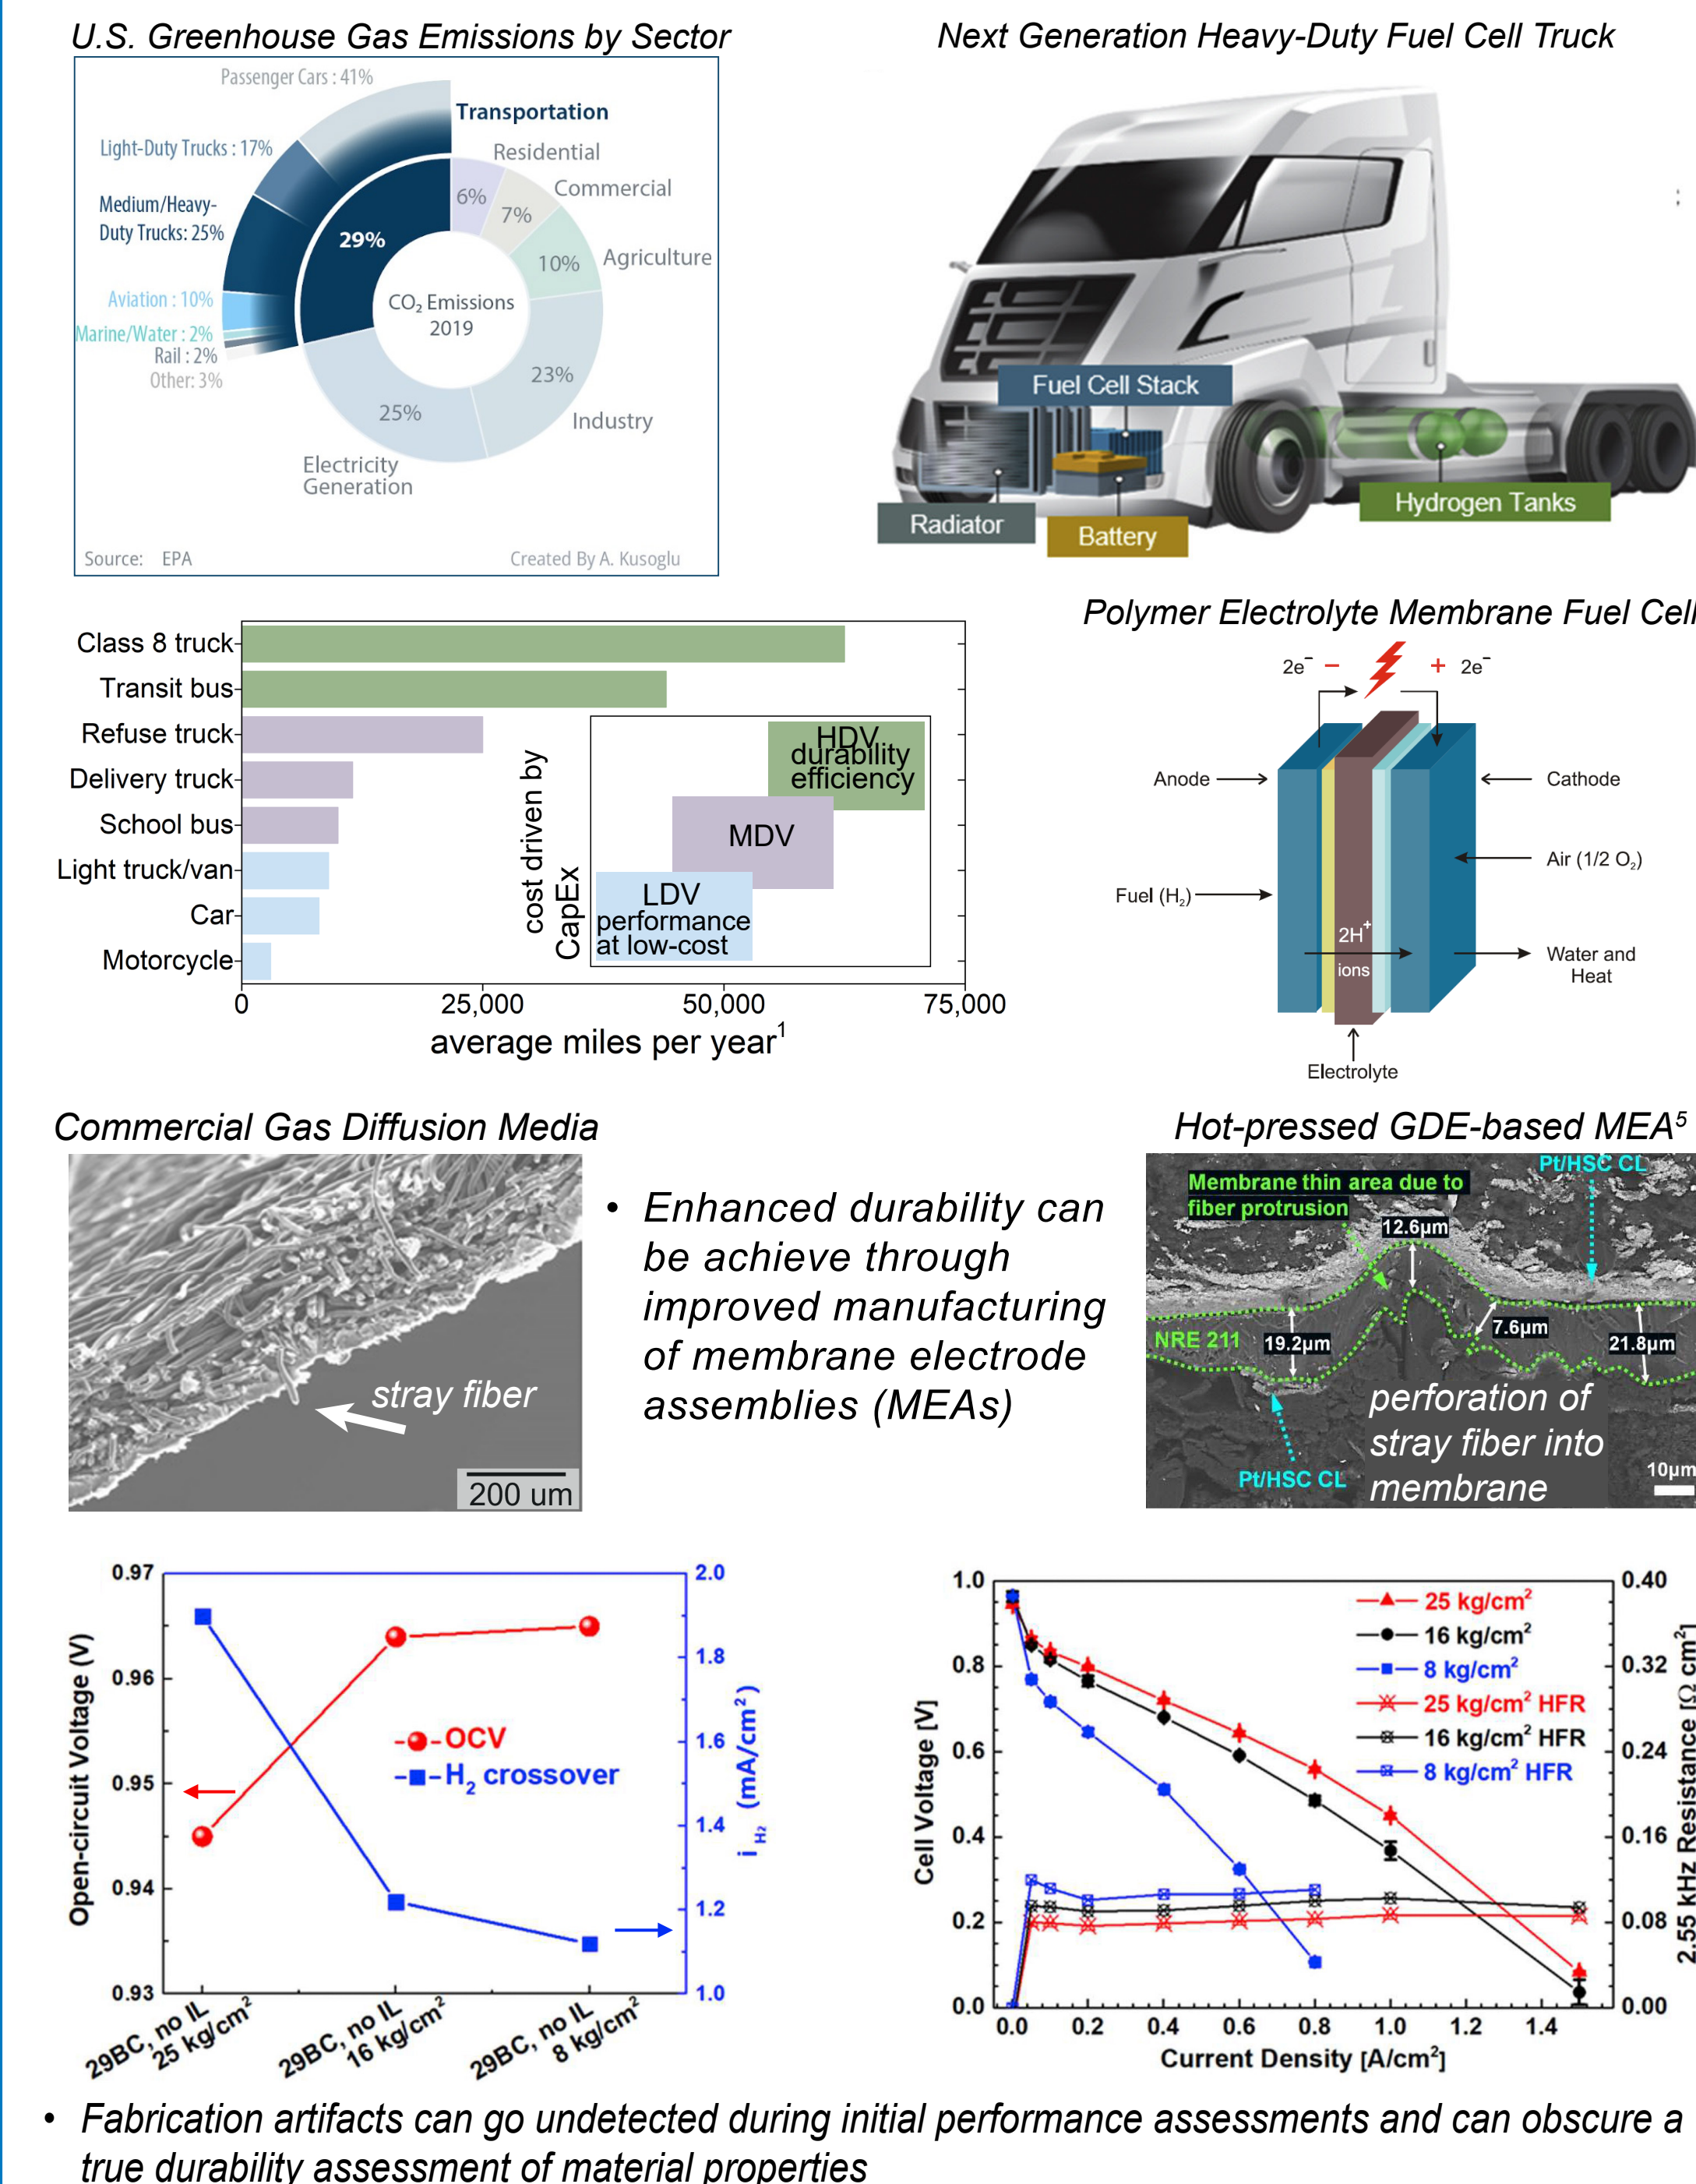 U.S. Greenhouse Gas Emissions by Sector
Passenger Cars : 41%
Transportation
Light-Duty Trucks : 17%
Residential
Commercial
Medium/Heavy-
Duty Trucks: 25%
6%
7%
29%
10%
Agriculture
Aviation : 10%
CO₂ Emissions
2019
Marine/Water : 2%
Rail : 2%
Other: 3%
23%
25%
Industry
Electricity
Generation
Source: EPA
Created By A. Kusoglu
Next Generation Heavy-Duty Fuel Cell Truck
Fuel Cell Stack
Hydrogen Tanks
Radiator
Battery
Class 8 truck
Transit bus
Refuse truck
Delivery truck
School bus
Light truck/van
Car
Motorcycle
cost driven by
CapEx
HDV
durability
efficiency
MDV
LDV
performance
at low-cost
0
25,000
50,000
75,000
average miles per year¹
Polymer Electrolyte Membrane Fuel Cell
2e⁻ −
+ 2e⁻
Anode
Cathode
Air (1/2 O₂)
Fuel (H₂)
2H⁺
ions
Water and
Heat
Electrolyte
Commercial Gas Diffusion Media
stray fiber
200 um
• Enhanced durability can
be achieve through
improved manufacturing
of membrane electrode
assemblies (MEAs)
Hot-pressed GDE-based MEA⁵
Pt/HSC CL
Membrane thin area due to
fiber protrusion
12.6µm
NRE 211
19.2µm
7.6µm
21.8µm
perforation of
stray fiber into
membrane
Pt/HSC CL
10µm
0.97
0.96
0.95
0.94
0.93
Open-circuit Voltage (V)
OCV
H₂ crossover
2.0
1.8
1.6
1.4
1.2
1.0
i H₂ (mA/cm²)
29BC, no IL
25 kg/cm²
29BC, no IL
16 kg/cm²
29BC, no IL
8 kg/cm²
1.0
0.8
0.6
0.4
0.2
0.0
Cell Voltage [V]
25 kg/cm²
16 kg/cm²
8 kg/cm²
25 kg/cm² HFR
16 kg/cm² HFR
8 kg/cm² HFR
0.40
0.32
0.24
0.16
0.08
0.00
2.55 kHz Resistance [Ω cm²]
0.0
0.2
0.4
0.6
0.8
1.0
1.2
1.4
Current Density [A/cm²]
• Fabrication artifacts can go undetected during initial performance assessments and can obscure a
true durability assessment of material properties